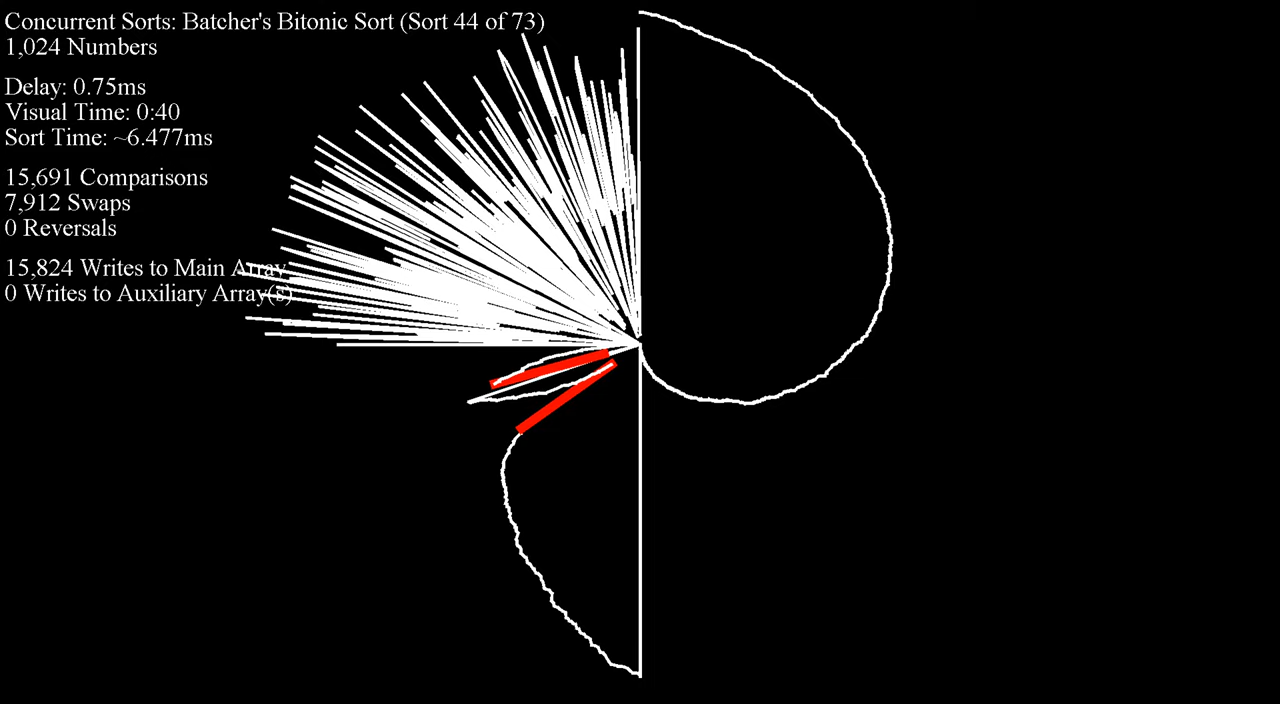 Concurrent Sorts: Batcher's Bitonic Sort (Sort 44 of 73)
1,024 Numbers
Delay: 0.75ms
Visual Time: 0:40
Sort Time: ~6.477ms
15,691 Comparisons
7,912 Swaps
0 Reversals
15,824 Writes to Main Array
0 Writes to Auxiliary Array(s)